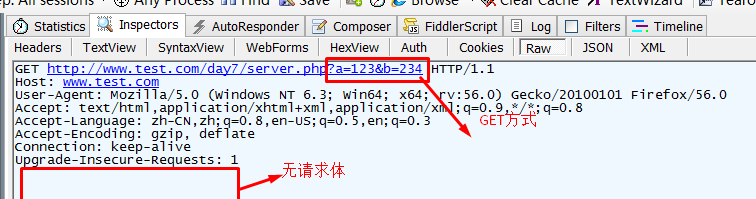 All sessions
Any Process
Find
Save
Browse
Clear Cache
TextWizard
Statistics Inspectors AutoResponder Composer FiddlerScript Log Filters Timeline
Headers TextView SyntaxView WebForms HexView Auth Cookies Raw JSON XML
GET http://www.test.com/day7/server.php?a=123&b=234 HTTP/1.1
Host: www.test.com
User-Agent: Mozilla/5.0 (Windows NT 6.3; Win64; x64; rv:56.0) Gecko/20100101 Firefox/56.0
Accept: text/html,application/xhtml+xml,application/xml;q=0.9,*/*;q=0.8
Accept-Language: zh-CN,zh;q=0.8,en-US;q=0.5,en;q=0.3
GET方式
Accept-Encoding: gzip, deflate
Connection: keep-alive
Upgrade-Insecure-Requests: 1
无请求体